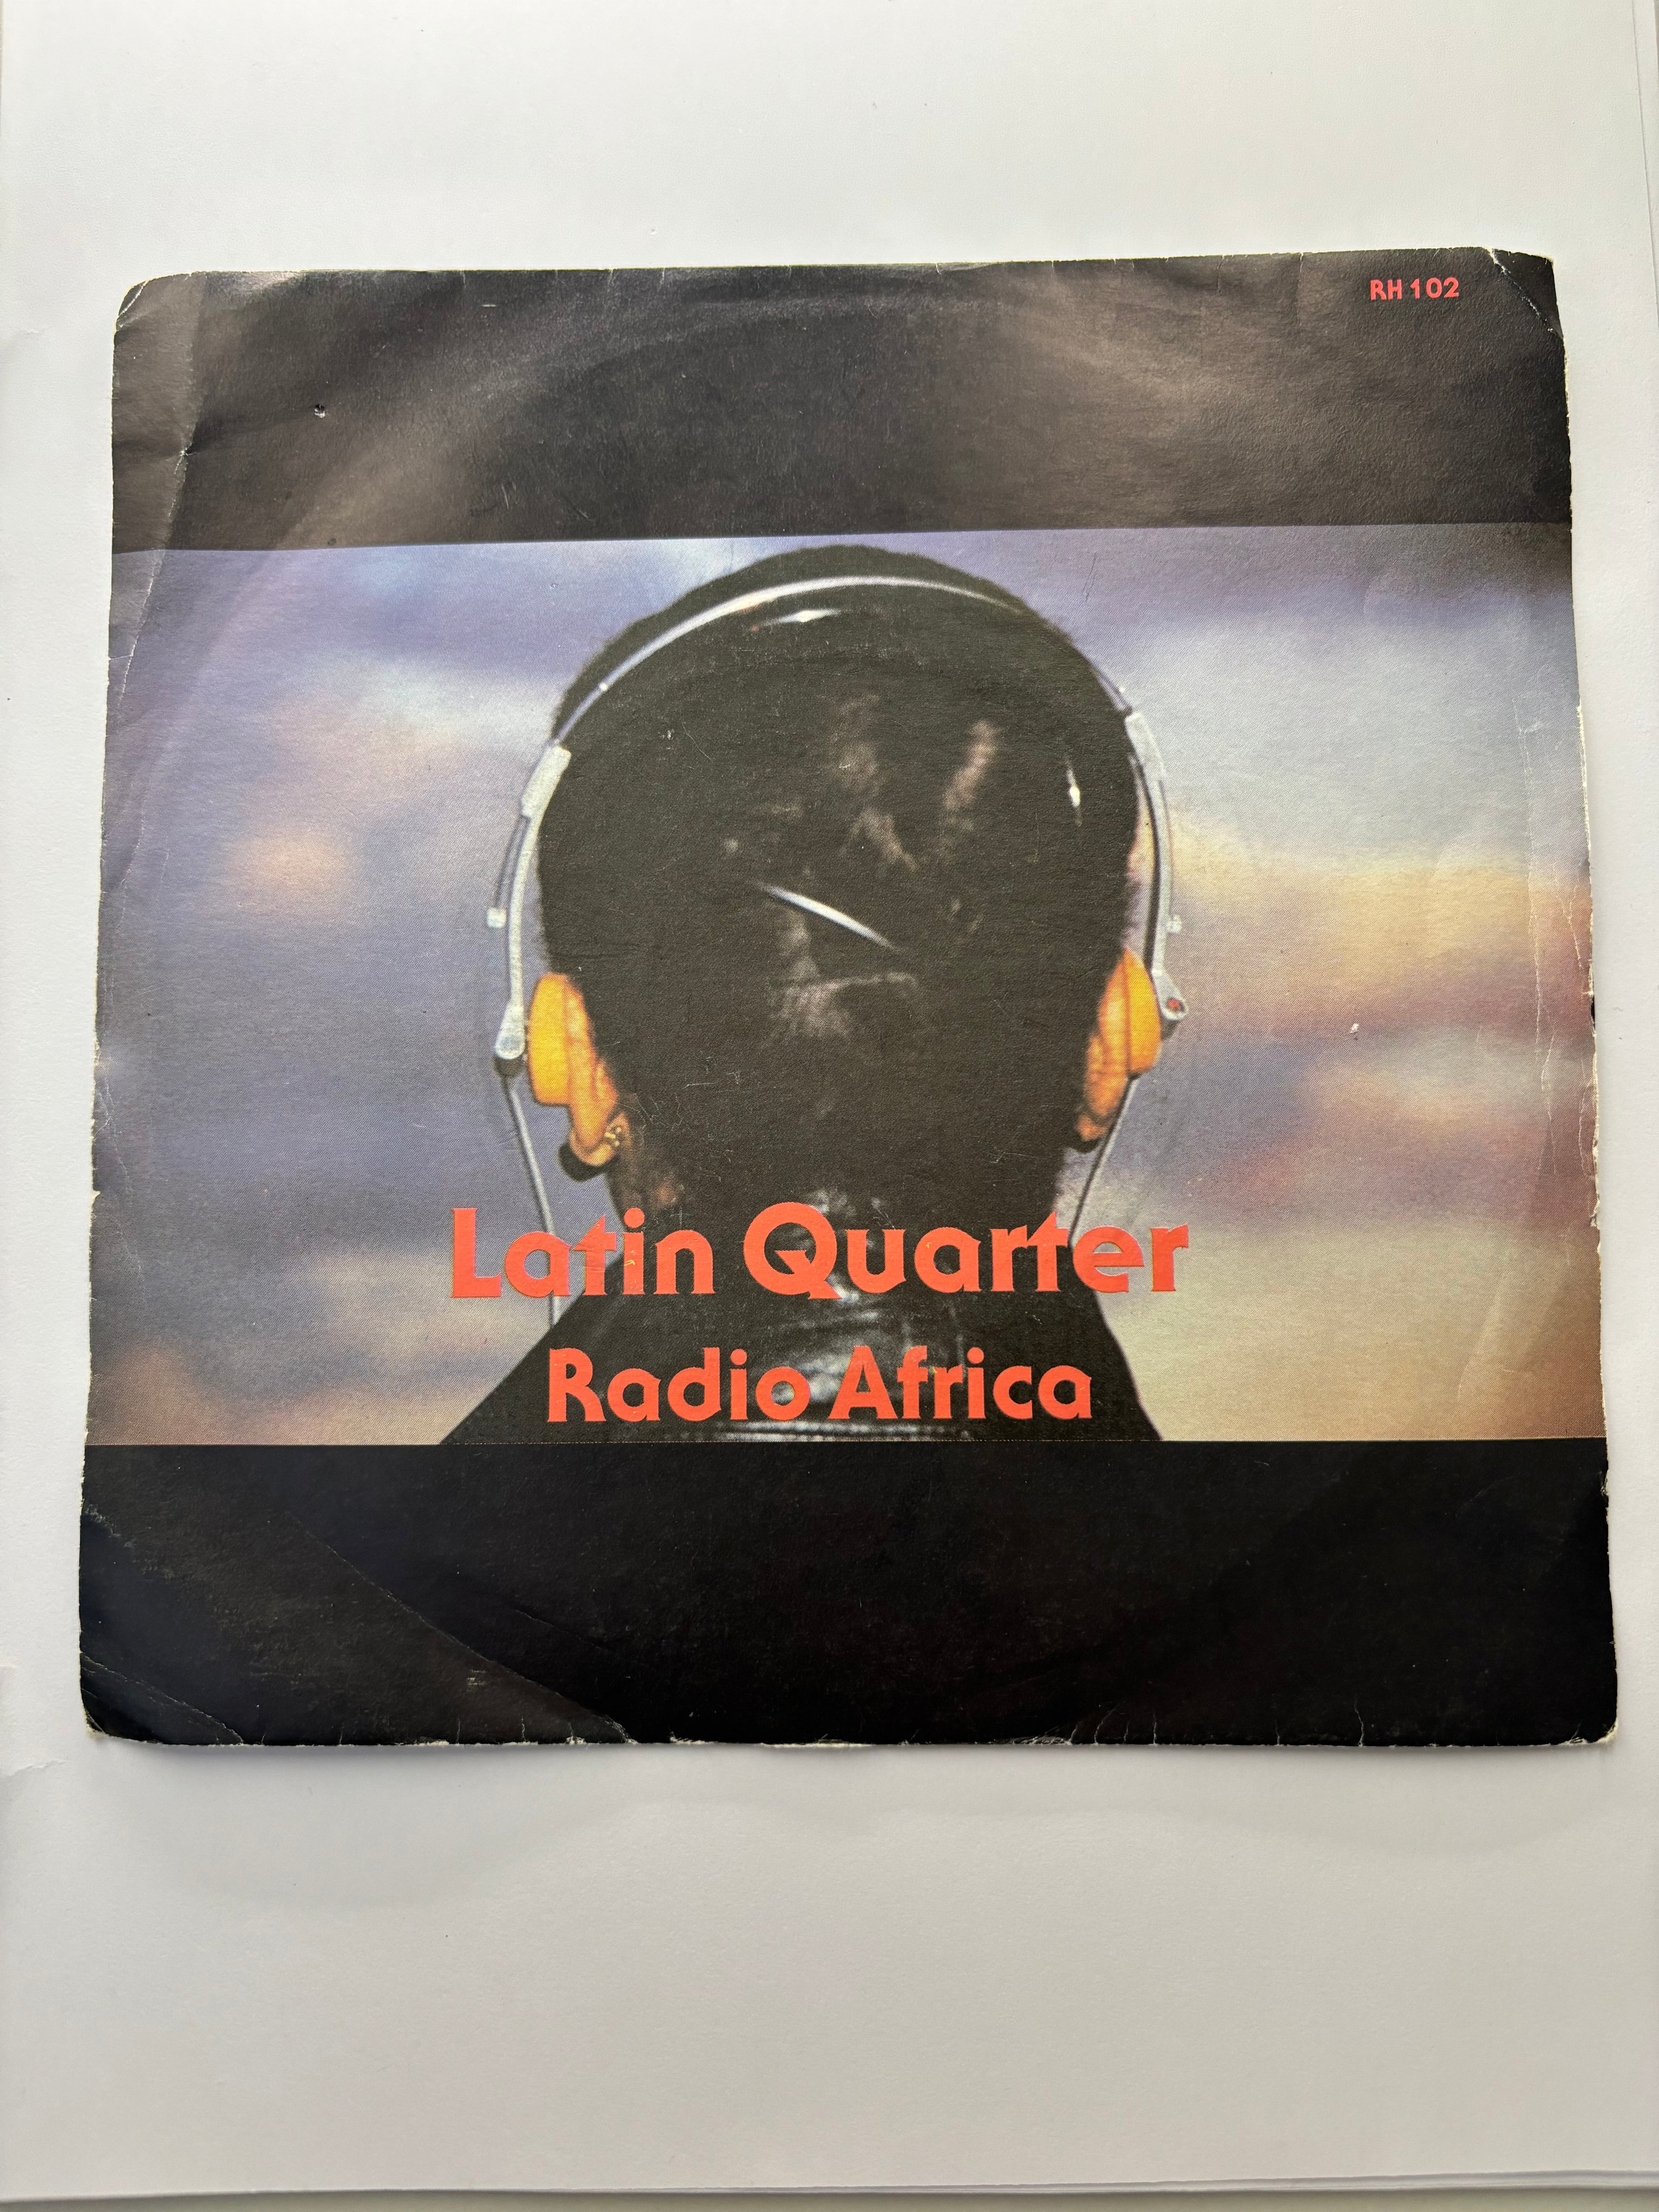 RH 102
Latin Quarter
Radio Africa